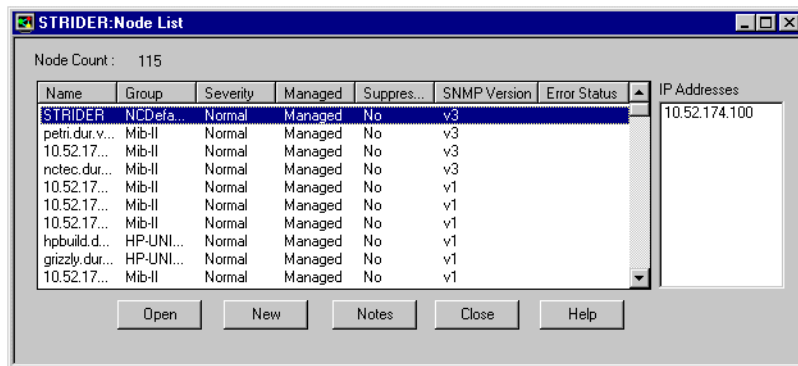 STRIDER:Node List
Node Count : 115
Name Group Severity Managed Suppres... SNMP Version Error Status IP Addresses
STRIDER NCDefa... Normal Managed No v3 10.52.174.100
petri.dur.v... Mib-II Normal Managed No v3
10.52.17... Mib-II Normal Managed No v3
nctec.dur... Mib-II Normal Managed No v3
10.52.17... Mib-II Normal Managed No v1
10.52.17... Mib-II Normal Managed No v1
10.52.17... Mib-II Normal Managed No v1
hpbuild.d... HP-UNI... Normal Managed No v1
grizzly.dur... HP-UNI... Normal Managed No v1
10.52.17... Mib-II Normal Managed No v1
Open New Notes Close Help